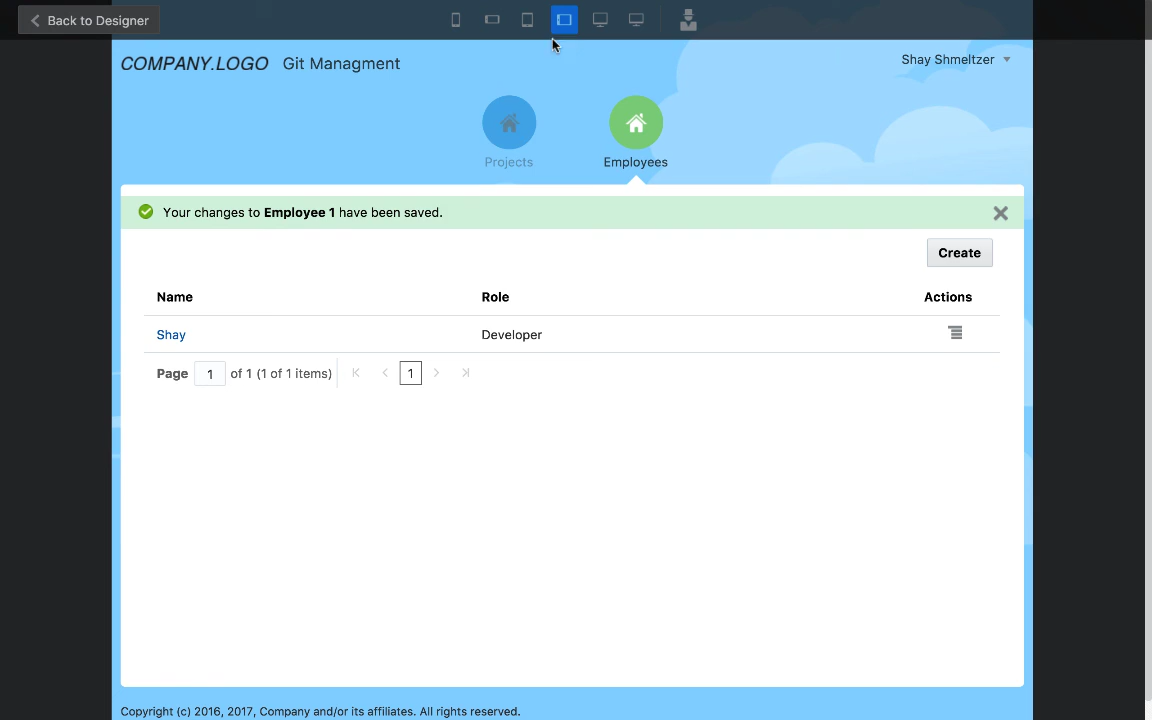 Back to Designer
COMPANY.LOGO Git Managment
Shay Shmeltzer
Projects
Employees
Your changes to Employee 1 have been saved.
Create
Name Role Actions
Shay Developer
Page 1 of 1 (1 of 1 items) 1
Copyright (c) 2016, 2017, Company and/or its affiliates. All rights reserved.